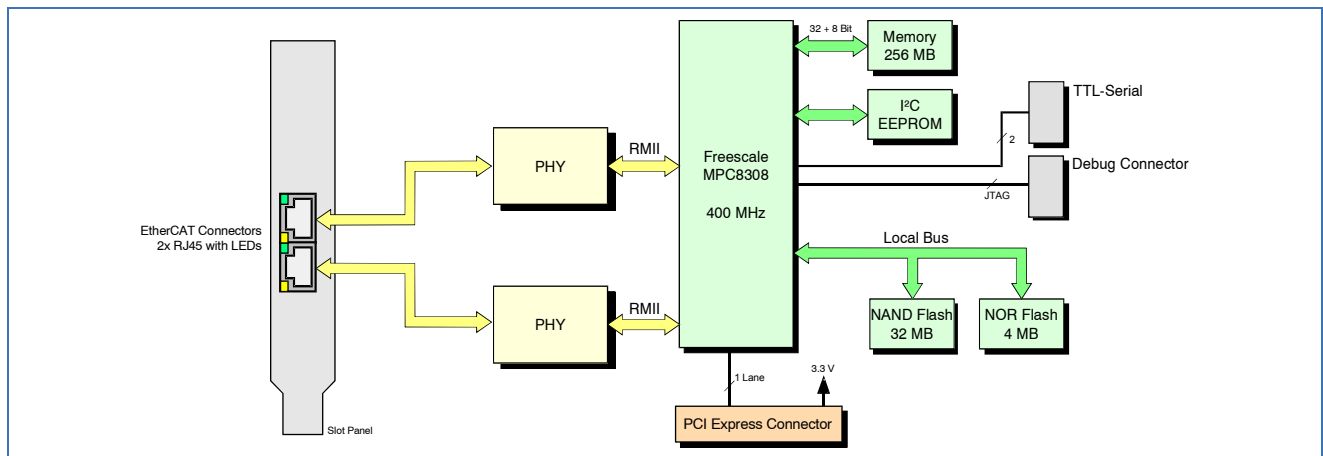 32 + 8 Bit
Memory
256 MB
TTL-Serial
I²C
EEPROM
2
Freescale
MPC8308
400 MHz
PHY
RMII
Debug Connector
JTAG
EtherCAT Connectors
2x RJ45 with LEDs
Local Bus
PHY
RMII
NAND Flash
32 MB
NOR Flash
4 MB
1 Lane
3.3 V
PCI Express Connector
Slot Panel